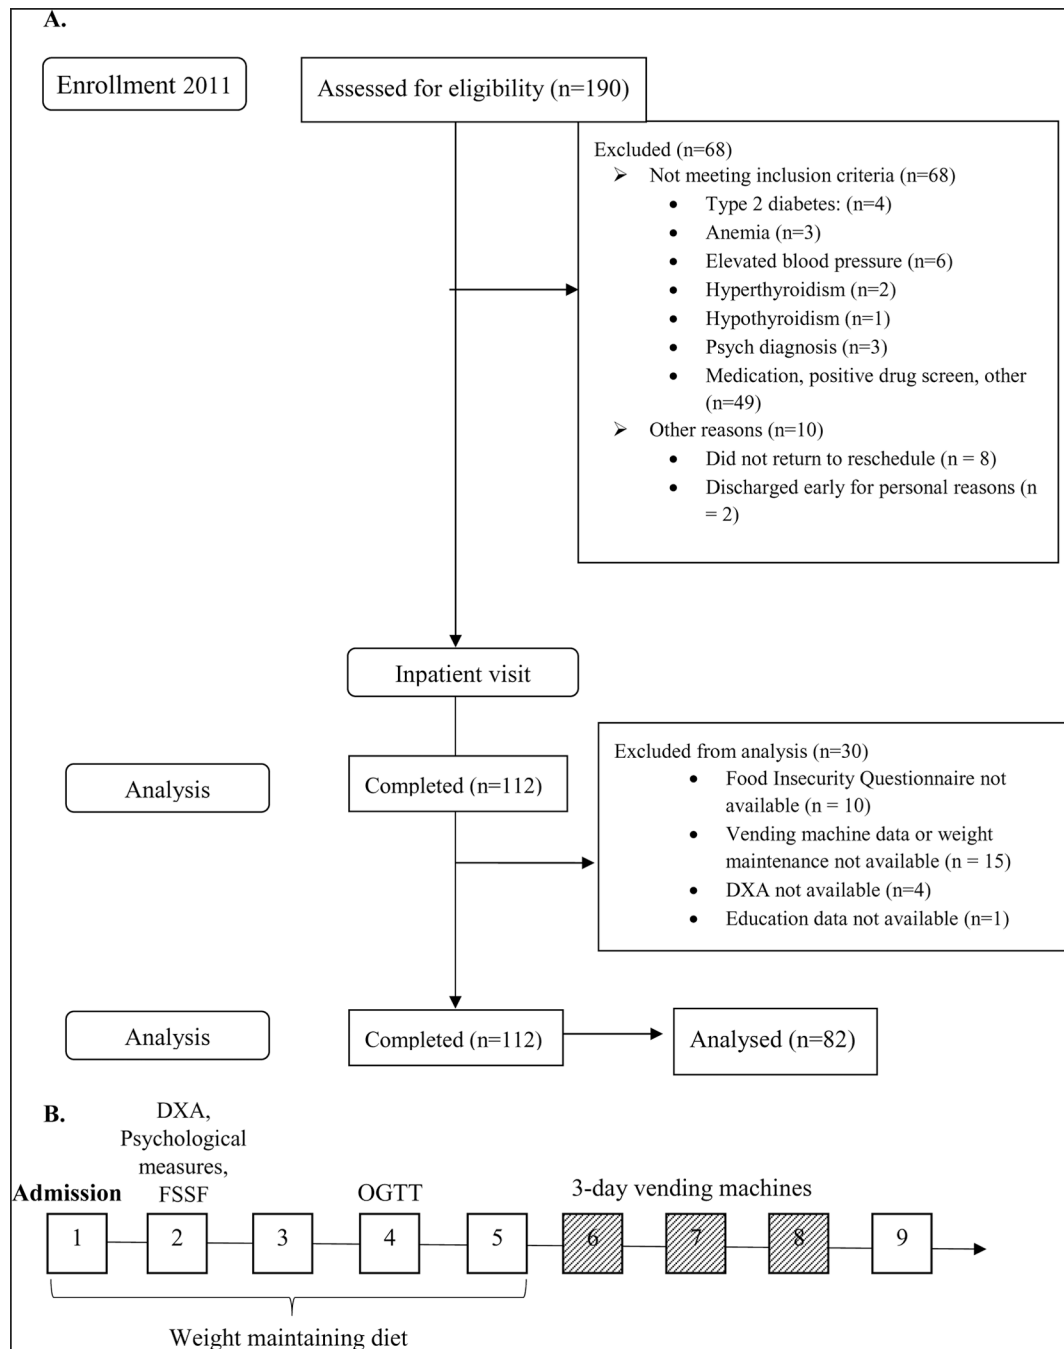 A.
Enrollment 2011
Assessed for eligibility (n=190)
Excluded (n=68)
➢ Not meeting inclusion criteria (n=68)
• Type 2 diabetes: (n=4)
• Anemia (n=3)
• Elevated blood pressure (n=6)
• Hyperthyroidism (n=2)
• Hypothyroidism (n=1)
• Psych diagnosis (n=3)
• Medication, positive drug screen, other
(n=49)
➢ Other reasons (n=10)
• Did not return to reschedule (n = 8)
• Discharged early for personal reasons (n
= 2)
Inpatient visit
Analysis
Completed (n=112)
Excluded from analysis (n=30)
• Food Insecurity Questionnaire not
available (n = 10)
• Vending machine data or weight
maintenance not available (n = 15)
• DXA not available (n=4)
• Education data not available (n=1)
Analysis
Completed (n=112)
Analysed (n=82)
B.
DXA,
Psychological
measures,
FSSF
Admission
OGTT
3-day vending machines
1 2 3 4 5 6 7 8 9
Weight maintaining diet